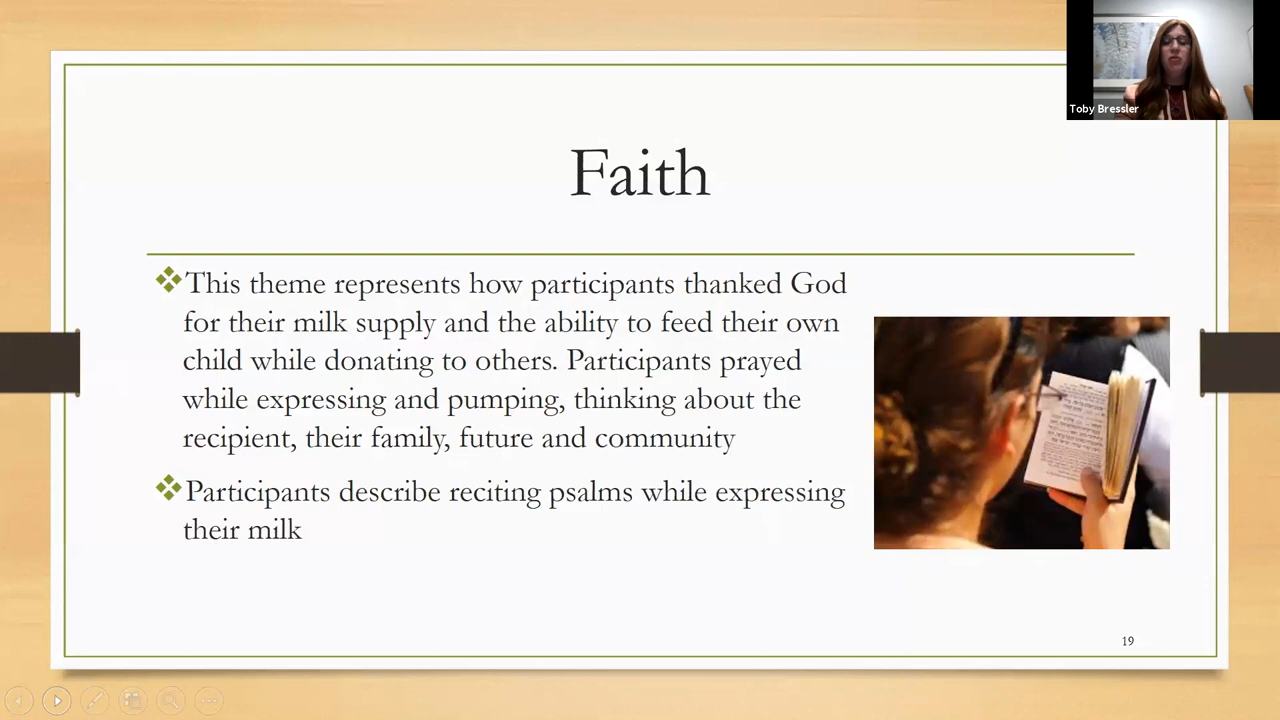 Toby Bressler
Faith
This theme represents how participants thanked God
for their milk supply and the ability to feed their own
child while donating to others. Participants prayed
while expressing and pumping, thinking about the
recipient, their family, future and community
Participants describe reciting psalms while expressing
their milk
19